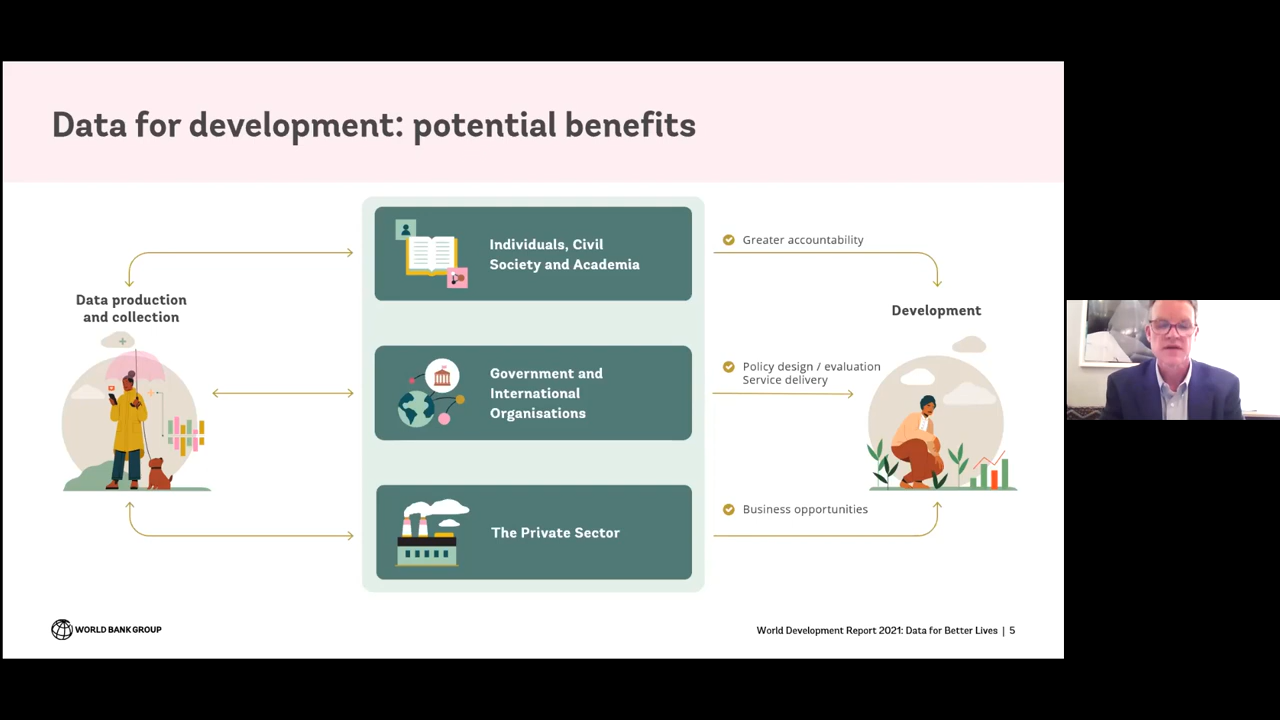 Data for development: potential benefits
Data production
and collection
Individuals, Civil
Society and Academia
Government and
International
Organisations
The Private Sector
Greater accountability
Policy design / evaluation
Service delivery
Business opportunities
Development
WORLD BANK GROUP
World Development Report 2021: Data for Better Lives | 5